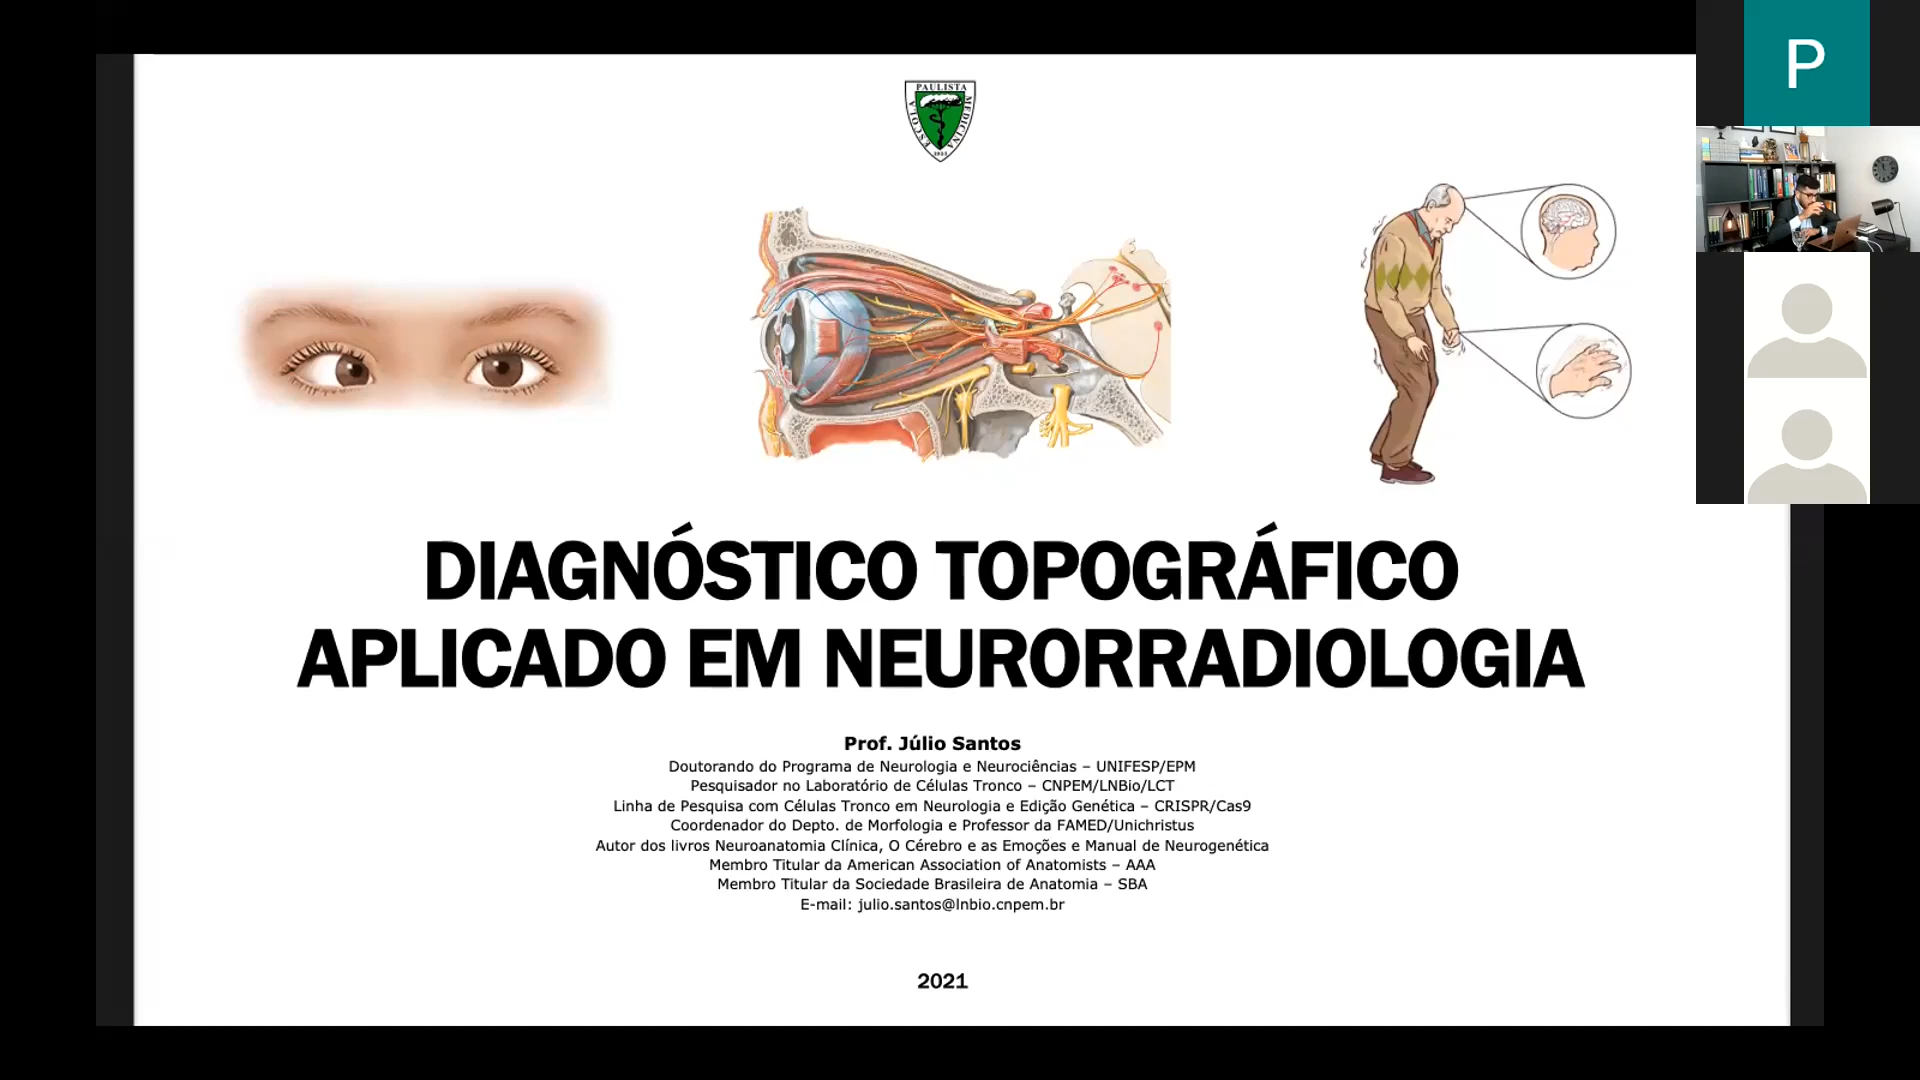 PAULISTA
ESCOLA
MEDICINA
1933
P
DIAGNÓSTICO TOPOGRÁFICO
APLICADO EM NEURORRADIOLOGIA
Prof. Júlio Santos
Doutorando do Programa de Neurologia e Neurociências – UNIFESP/EPM
Pesquisador no Laboratório de Células Tronco – CNPEM/LNBio/LCT
Linha de Pesquisa com Células Tronco em Neurologia e Edição Genética – CRISPR/Cas9
Coordenador do Depto. de Morfologia e Professor da FAMED/Unichristus
Autor dos livros Neuroanatomia Clínica, O Cérebro e as Emoções e Manual de Neurogenética
Membro Titular da American Association of Anatomists – AAA
Membro Titular da Sociedade Brasileira de Anatomia – SBA
E-mail: julio.santos@lnbio.cnpem.br
2021